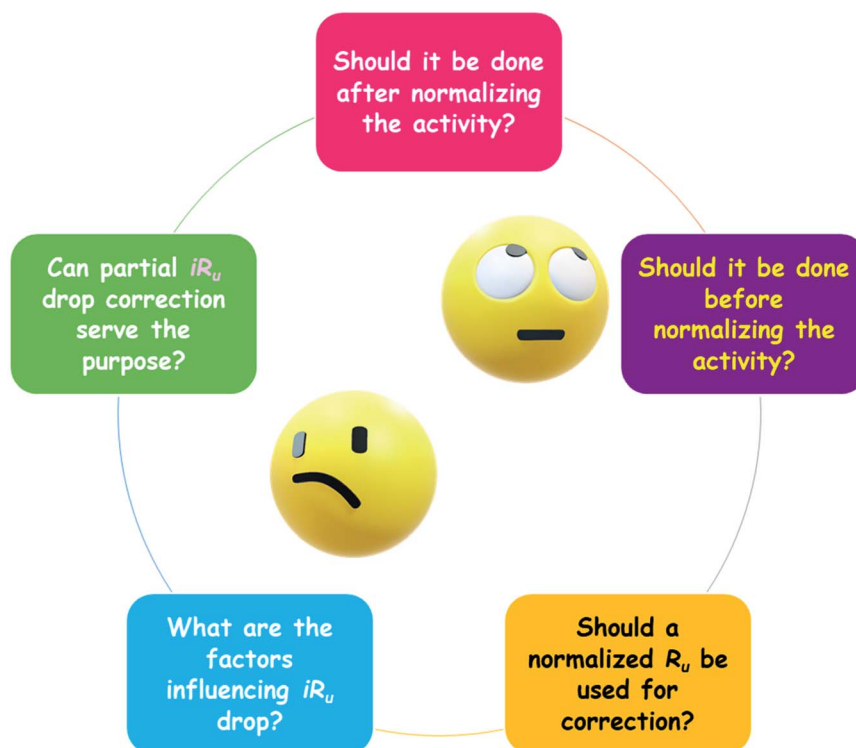 Should it be done
after normalizing
the activity?
Can partial iRu
drop correction
serve the
purpose?
Should it be done
before
normalizing the
activity?
What are the
factors
influencing iRu
drop?
Should a
normalized Ru be
used for
correction?